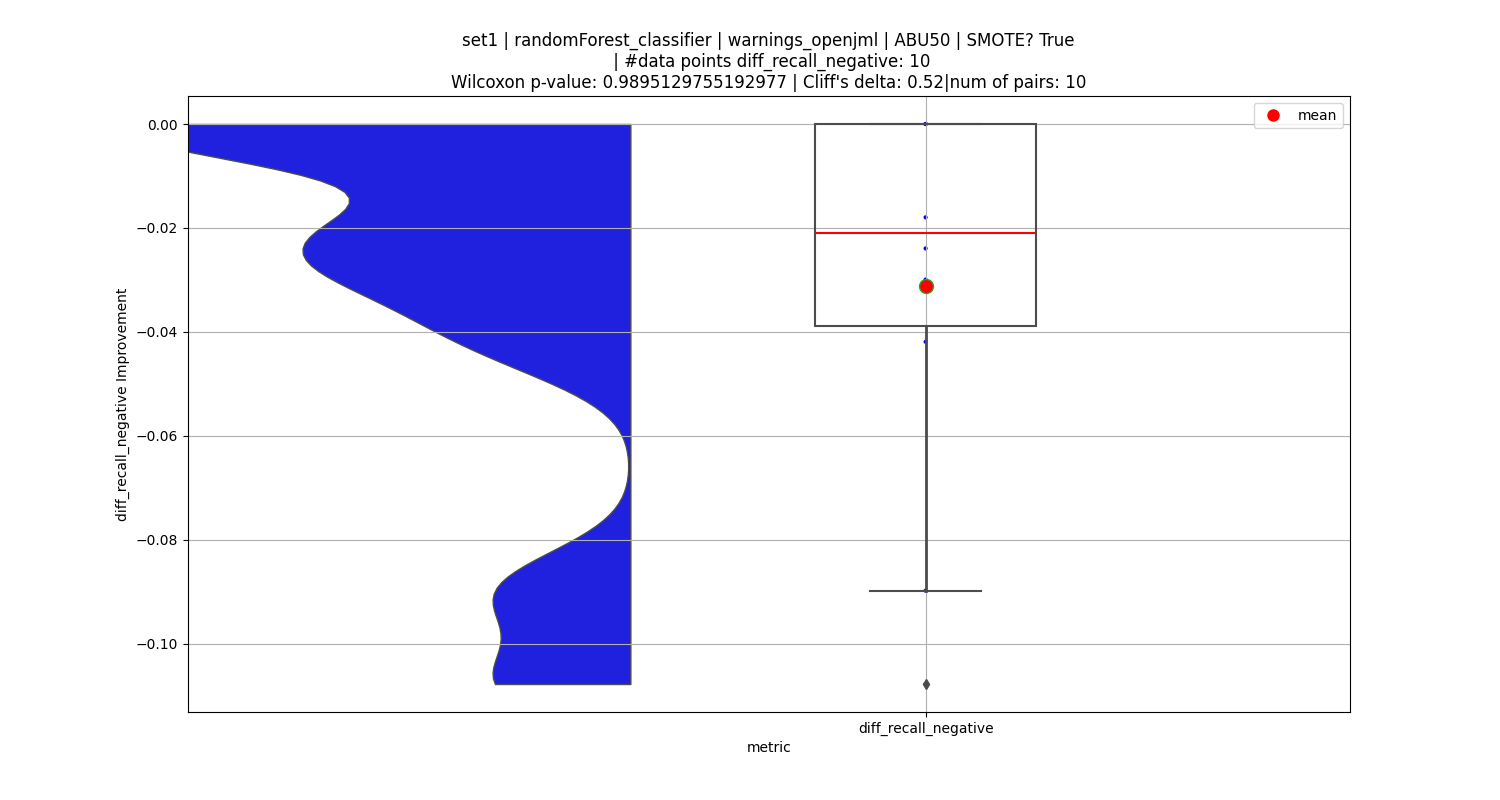 set1 | randomForest_classifier | warnings_openjml | ABU50 | SMOTE? True
| #data points diff_recall_negative: 10
Wilcoxon p-value: 0.9895129755192977 | Cliff's delta: 0.52|num of pairs: 10
mean
0.00
−0.02
−0.04
−0.06
−0.08
−0.10
diff_recall_negative Improvement
diff_recall_negative
metric